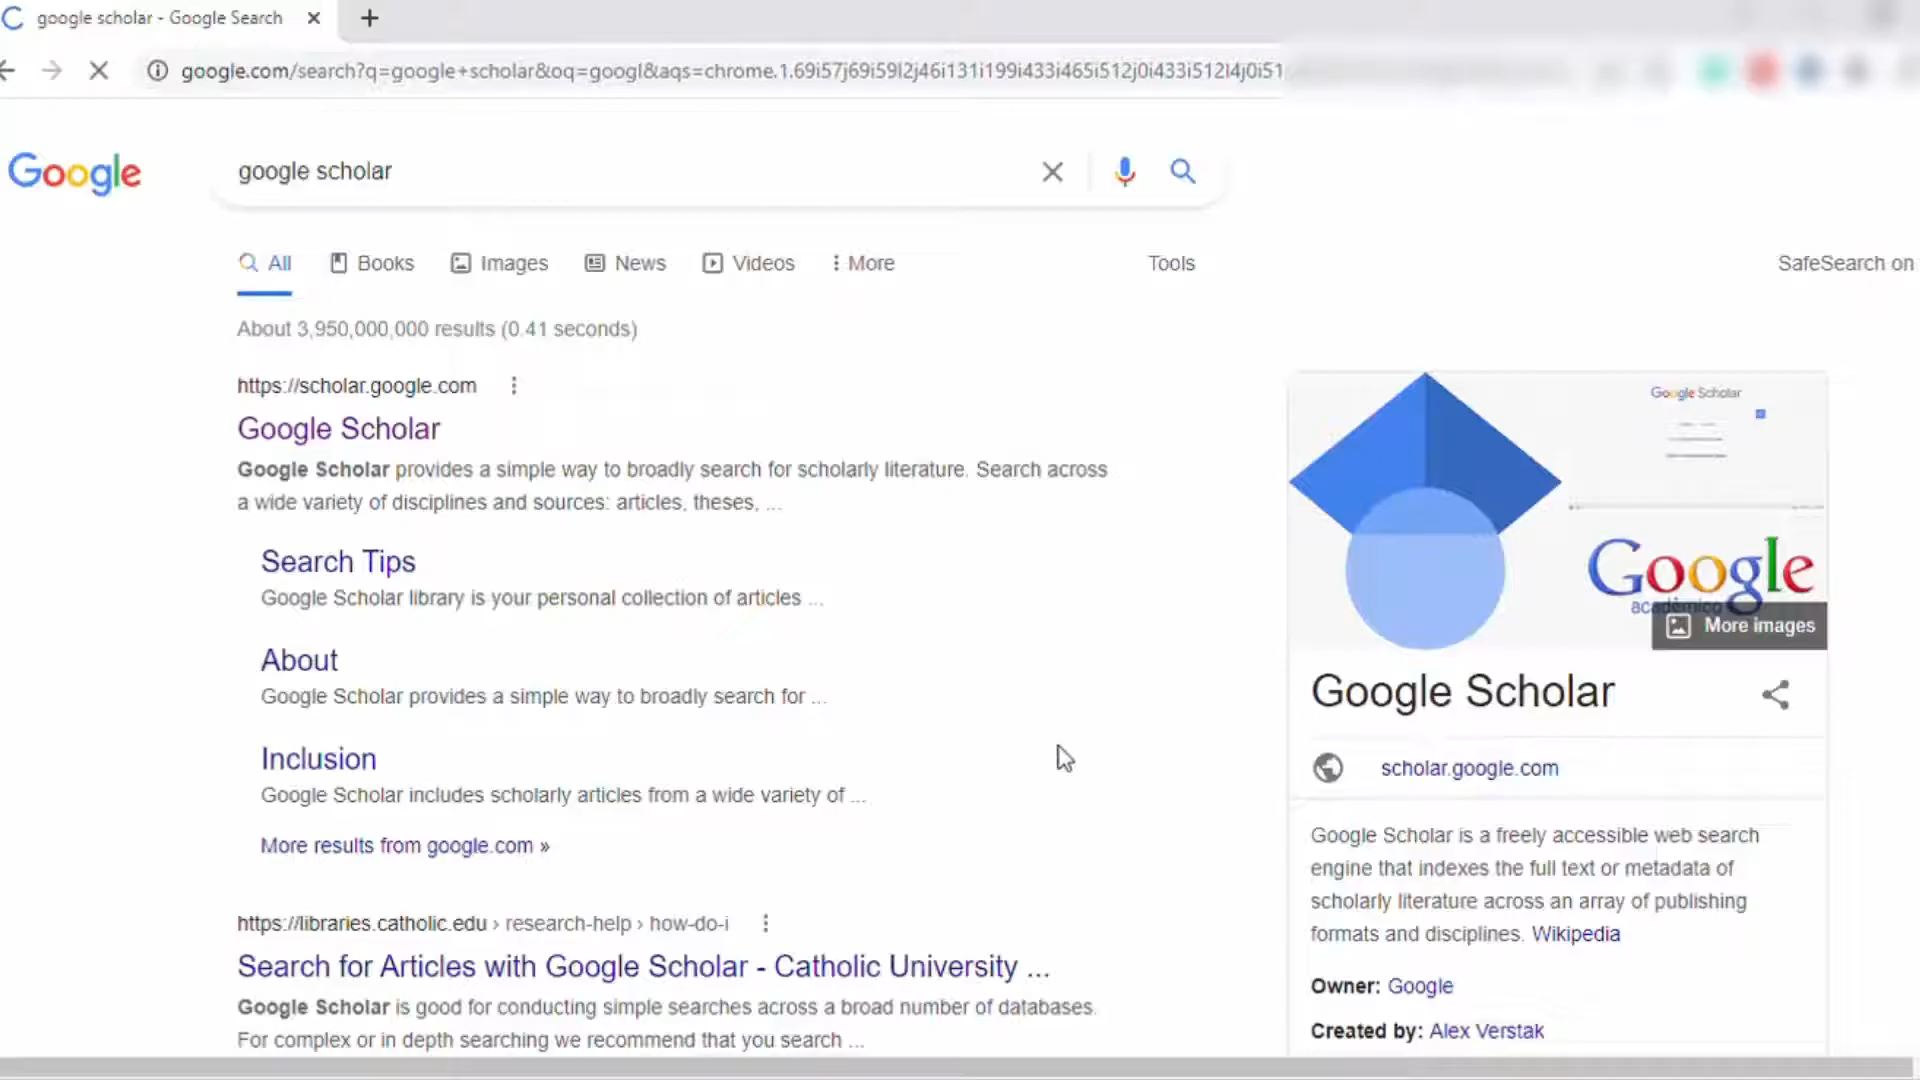 google scholar - Google Search
google.com/search?q=google+scholar&oq=googl&aqs=chrome.1.69i57j69i59l2j46i131i199i433i465i512j0i433i512l4j0i51
Google
google scholar
All
Books
Images
News
Videos
More
Tools
SafeSearch on
About 3,950,000,000 results (0.41 seconds)
https://scholar.google.com
Google Scholar
Google Scholar provides a simple way to broadly search for scholarly literature. Search across
a wide variety of disciplines and sources: articles, theses, ...
Search Tips
Google Scholar library is your personal collection of articles ...
About
Google Scholar provides a simple way to broadly search for ...
Inclusion
Google Scholar includes scholarly articles from a wide variety of ...
More results from google.com »
https://libraries.catholic.edu › research-help › how-do-i
Search for Articles with Google Scholar - Catholic University ...
Google Scholar is good for conducting simple searches across a broad number of databases.
For complex or in depth searching we recommend that you search ...
Google Scholar
Google
académico
More images
Google Scholar
scholar.google.com
Google Scholar is a freely accessible web search
engine that indexes the full text or metadata of
scholarly literature across an array of publishing
formats and disciplines. Wikipedia
Owner: Google
Created by: Alex Verstak